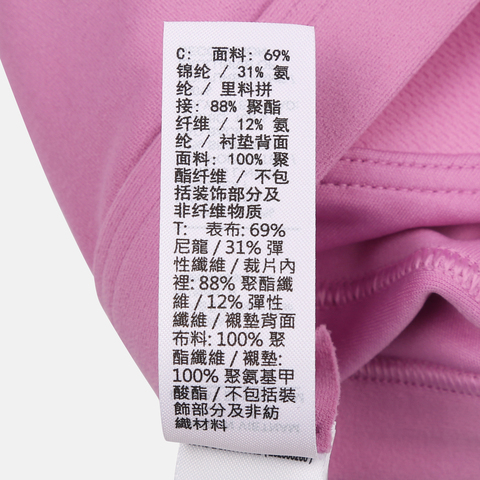 C: 面料: 69%
锦纶 / 31% 氨
纶 / 里料拼
接: 88% 聚酯
纤维 / 12% 氨
纶 / 衬垫背面
面料: 100% 聚
酯纤维 / 不包
括装饰部分及
非纤维物质
T: 表布: 69%
尼龍 / 31% 彈
性纖維 / 裁片內
裡: 88% 聚酯纖
維 / 12% 彈性
纖維 / 襯墊背面
布料: 100% 聚
酯纖維 / 襯墊:
100% 聚氨基甲
酸酯 / 不包括裝
飾部分及非紡
織材料